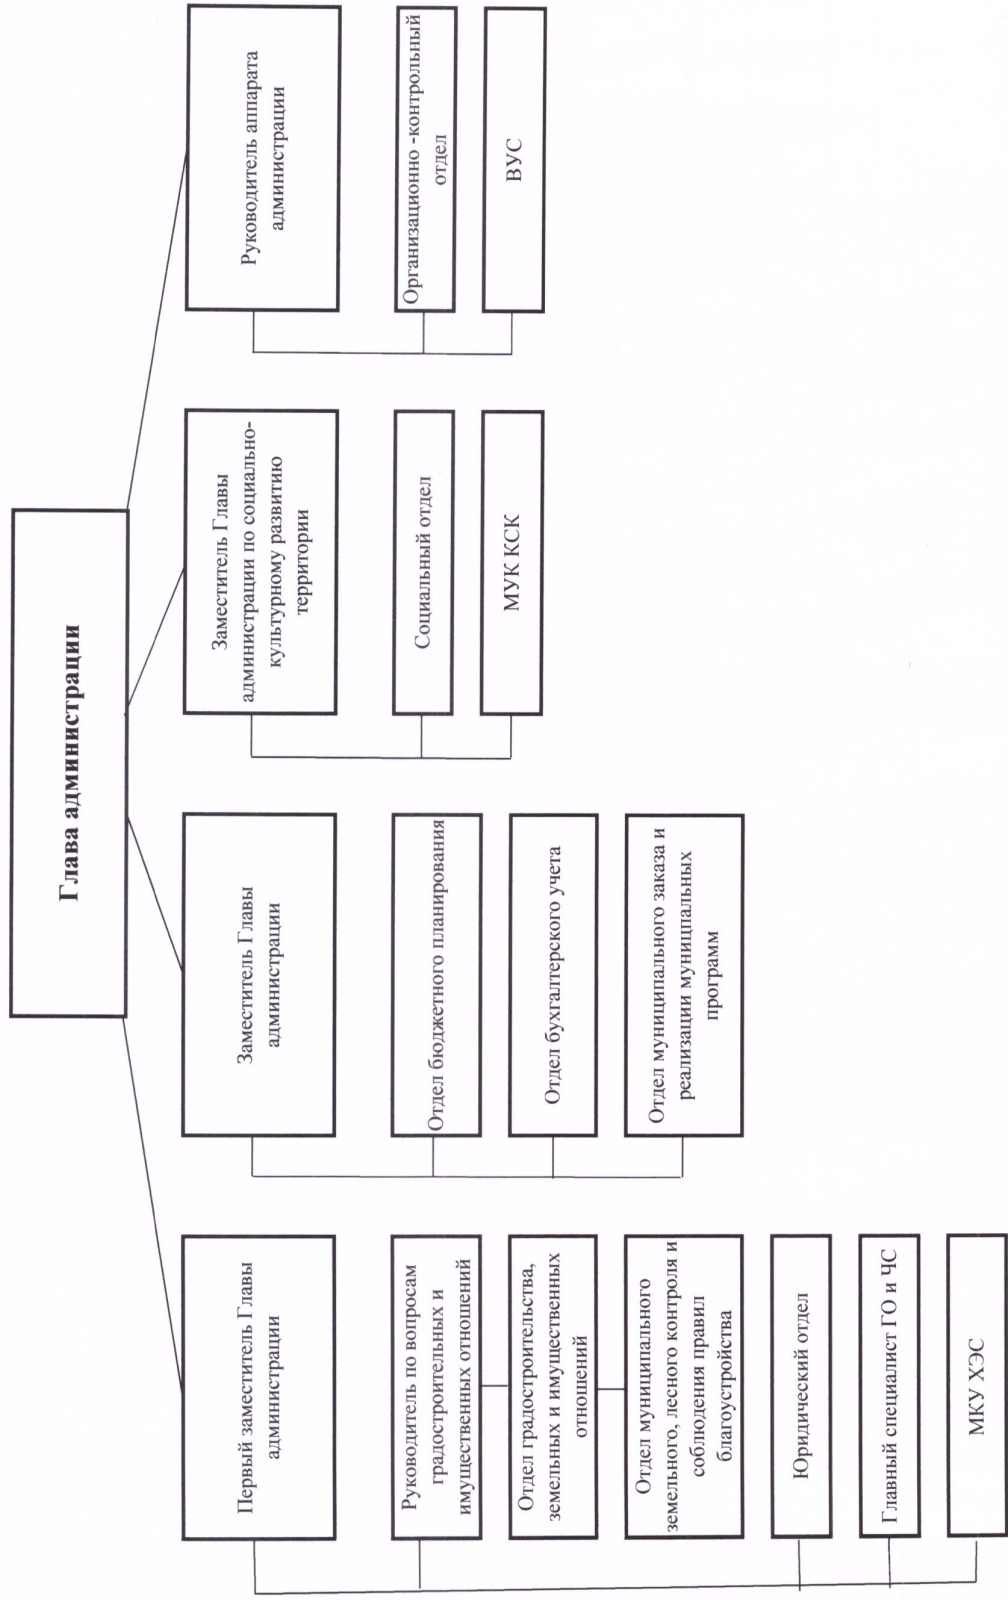 Глава администрации
Первый заместитель Главы
администрации
Руководитель по вопросам
градостроительных и
имущественных отношений
Отдел градостроительства,
земельных и имущественных
отношений
Отдел муниципального
земельного, лесного контроля и
соблюдения правил
благоустройства
Юридический отдел
Главный специалист ГО и ЧС
МКУ ХЭС
Заместитель Главы
администрации
Отдел бюджетного планирования
Отдел бухгалтерского учета
Отдел муниципального заказа и
реализации муницпальных
программ
Заместитель Главы
администрации по социально-
культурному развитию
территории
Социальный отдел
МУК КСК
Руководитель аппарата
администрации
Организационно -контрольный
отдел
ВУС